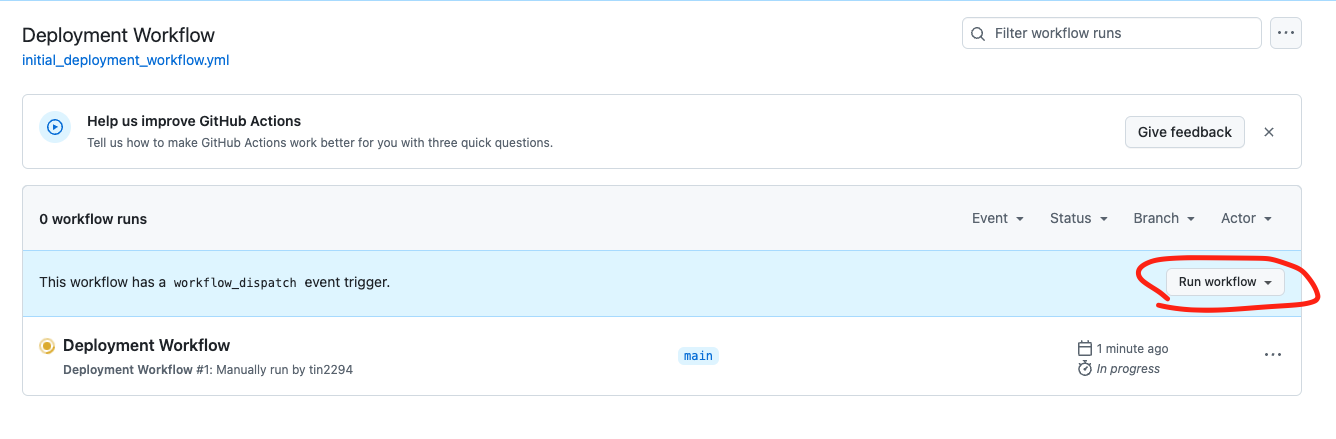 Deployment Workflow
Filter workflow runs
initial_deployment_workflow.yml
Help us improve GitHub Actions
Tell us how to make GitHub Actions work better for you with three quick questions.
Give feedback
0 workflow runs
Event Status Branch Actor
This workflow has a workflow_dispatch event trigger.
Run workflow
Deployment Workflow
Deployment Workflow #1: Manually run by tin2294
main
1 minute ago
In progress